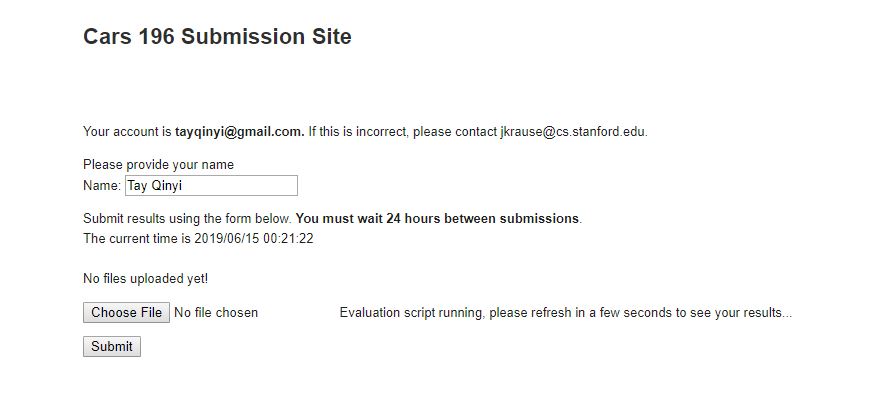 Cars 196 Submission Site
Your account is tayqinyi@gmail.com. If this is incorrect, please contact jkrause@cs.stanford.edu.
Please provide your name
Name: Tay Qinyi
Submit results using the form below. You must wait 24 hours between submissions.
The current time is 2019/06/15 00:21:22
No files uploaded yet!
Choose File No file chosen Evaluation script running, please refresh in a few seconds to see your results...
Submit